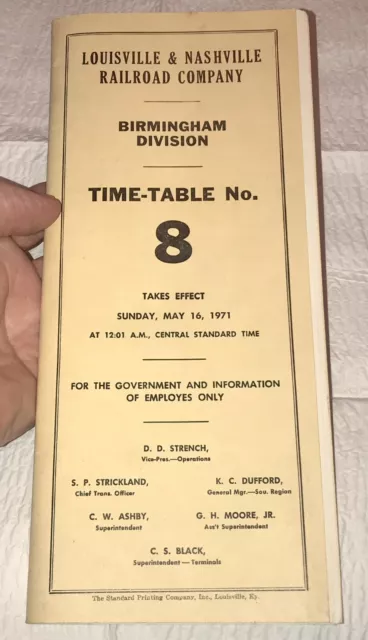 LOUISVILLE & NASHVILLE
RAILROAD COMPANY
BIRMINGHAM
DIVISION
TIME-TABLE No.
8
TAKES EFFECT
SUNDAY, MAY 16, 1971
AT 12:01 A.M., CENTRAL STANDARD TIME
FOR THE GOVERNMENT AND INFORMATION
OF EMPLOYES ONLY
D. D. STRENCH,
Vice-Pres.—Operations
S. P. STRICKLAND,
Chief Trans. Officer
K. C. DUFFORD,
General Mgr.—Sou. Region
C. W. ASHBY,
Superintendent
G. H. MOORE, JR.
Ass't Superintendent
C. S. BLACK,
Superintendent—Terminals
The Standard Printing Company, Inc., Louisville, Ky.